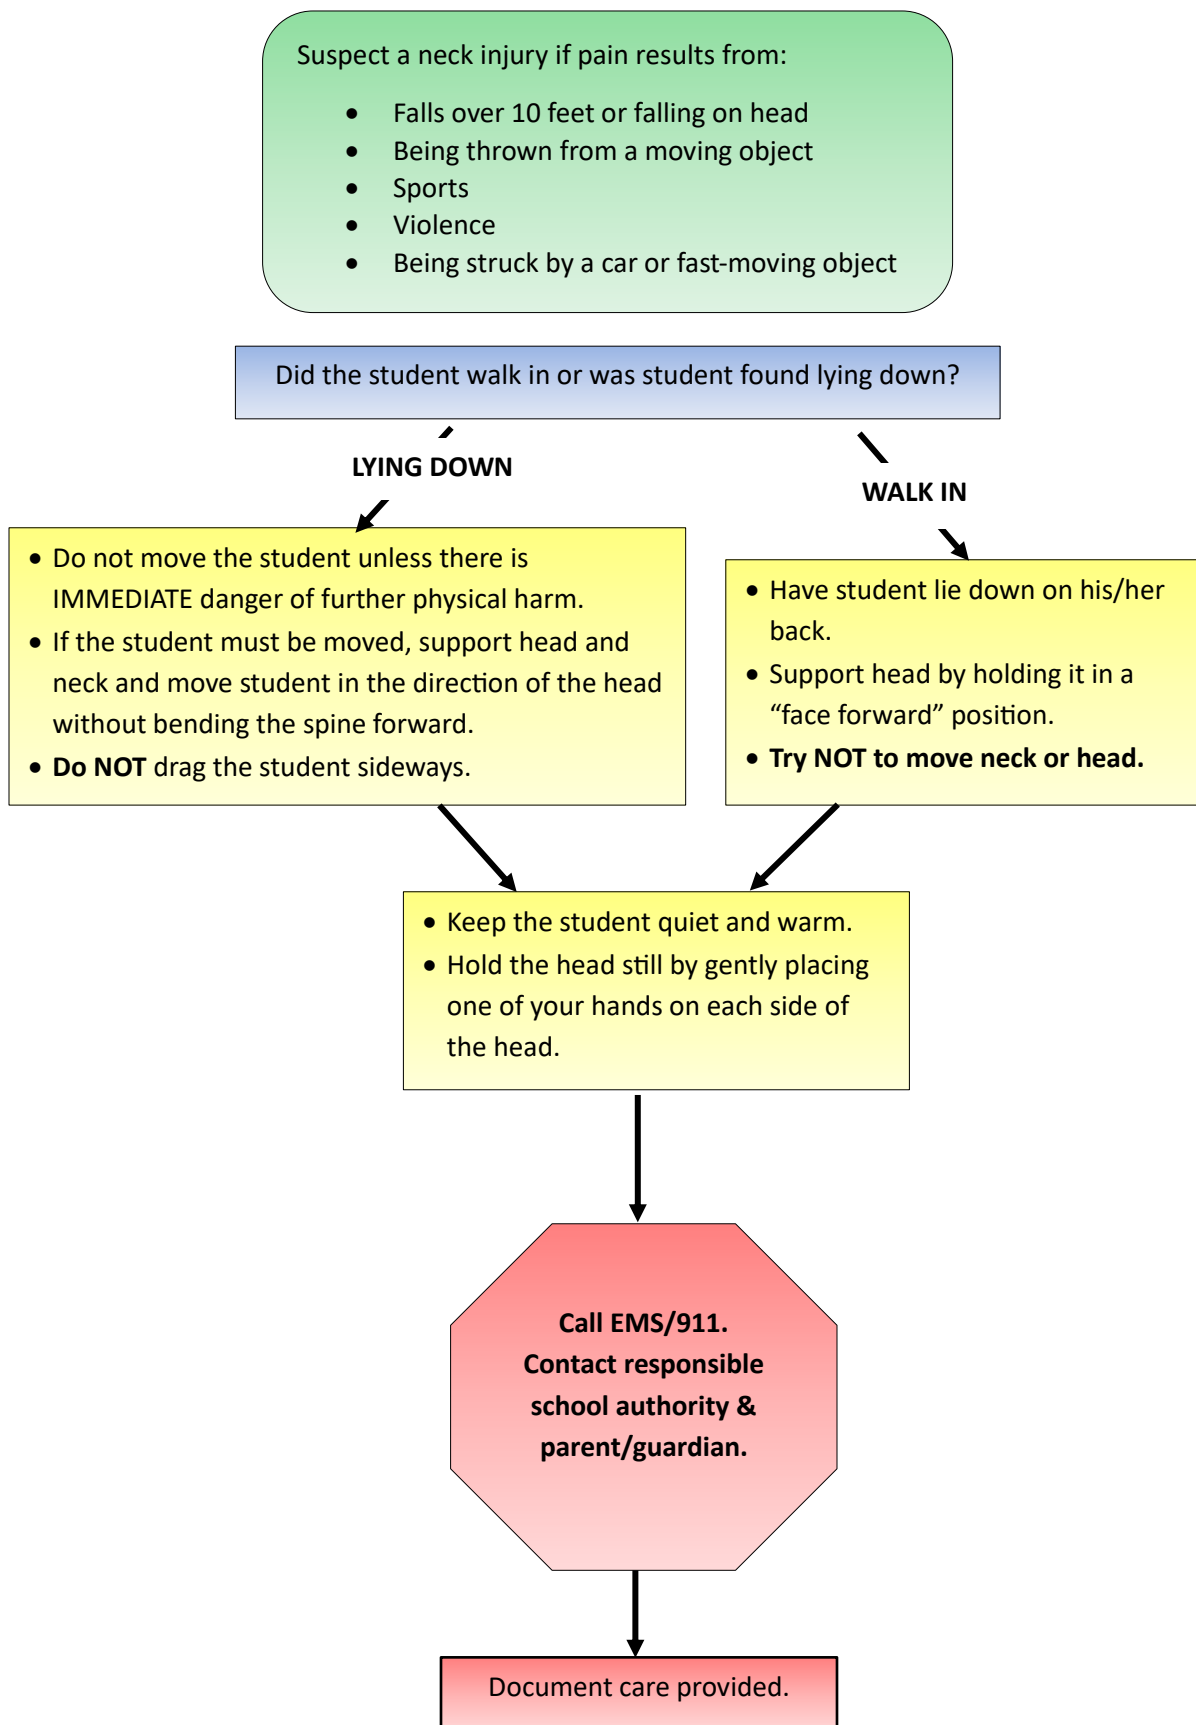 Suspect a neck injury if pain results from:
• Falls over 10 feet or falling on head
• Being thrown from a moving object
• Sports
• Violence
• Being struck by a car or fast-moving object
Did the student walk in or was student found lying down?
LYING DOWN
WALK IN
• Do not move the student unless there is
IMMEDIATE danger of further physical harm.
• If the student must be moved, support head and
neck and move student in the direction of the head
without bending the spine forward.
• Do NOT drag the student sideways.
• Have student lie down on his/her
back.
• Support head by holding it in a
“face forward” position.
• Try NOT to move neck or head.
• Keep the student quiet and warm.
• Hold the head still by gently placing
one of your hands on each side of
the head.
Call EMS/911.
Contact responsible
school authority &
parent/guardian.
Document care provided.